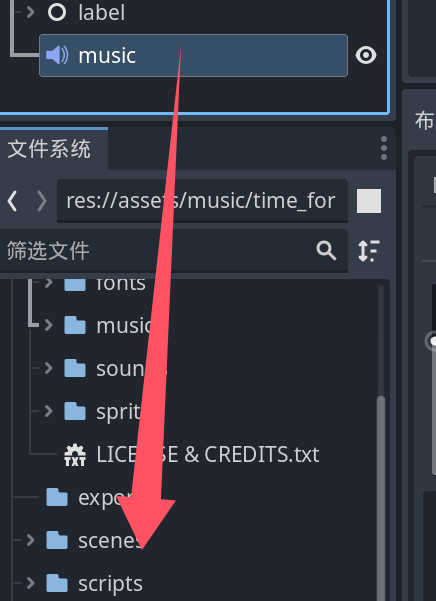 label
music
文件系统
布
res://assets/music/time_for
筛选文件
fonts
music
sprit
LICENSE & CREDITS.txt
expor
scenes
scripts